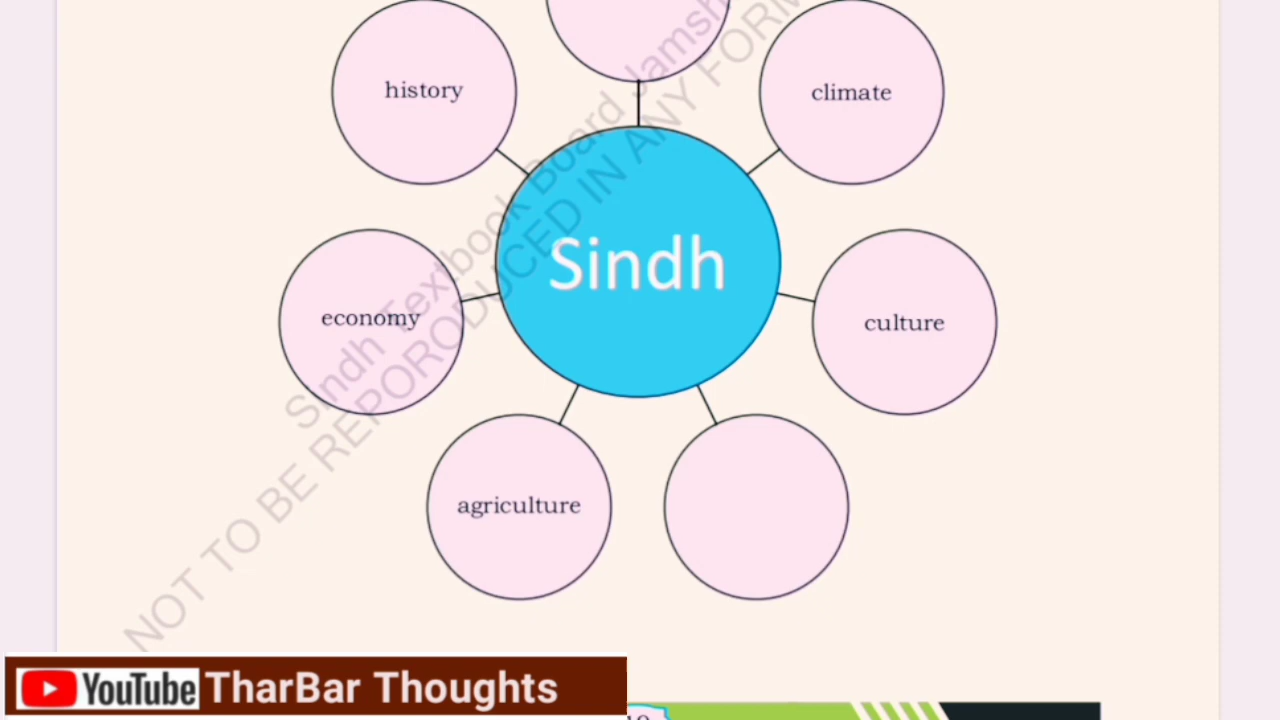 history
climate
Sindh
economy
culture
agriculture
Sindh Textbook Board Jamsh
NOT TO BE REPORODUCED IN ANY FORM
YouTube TharBar Thoughts